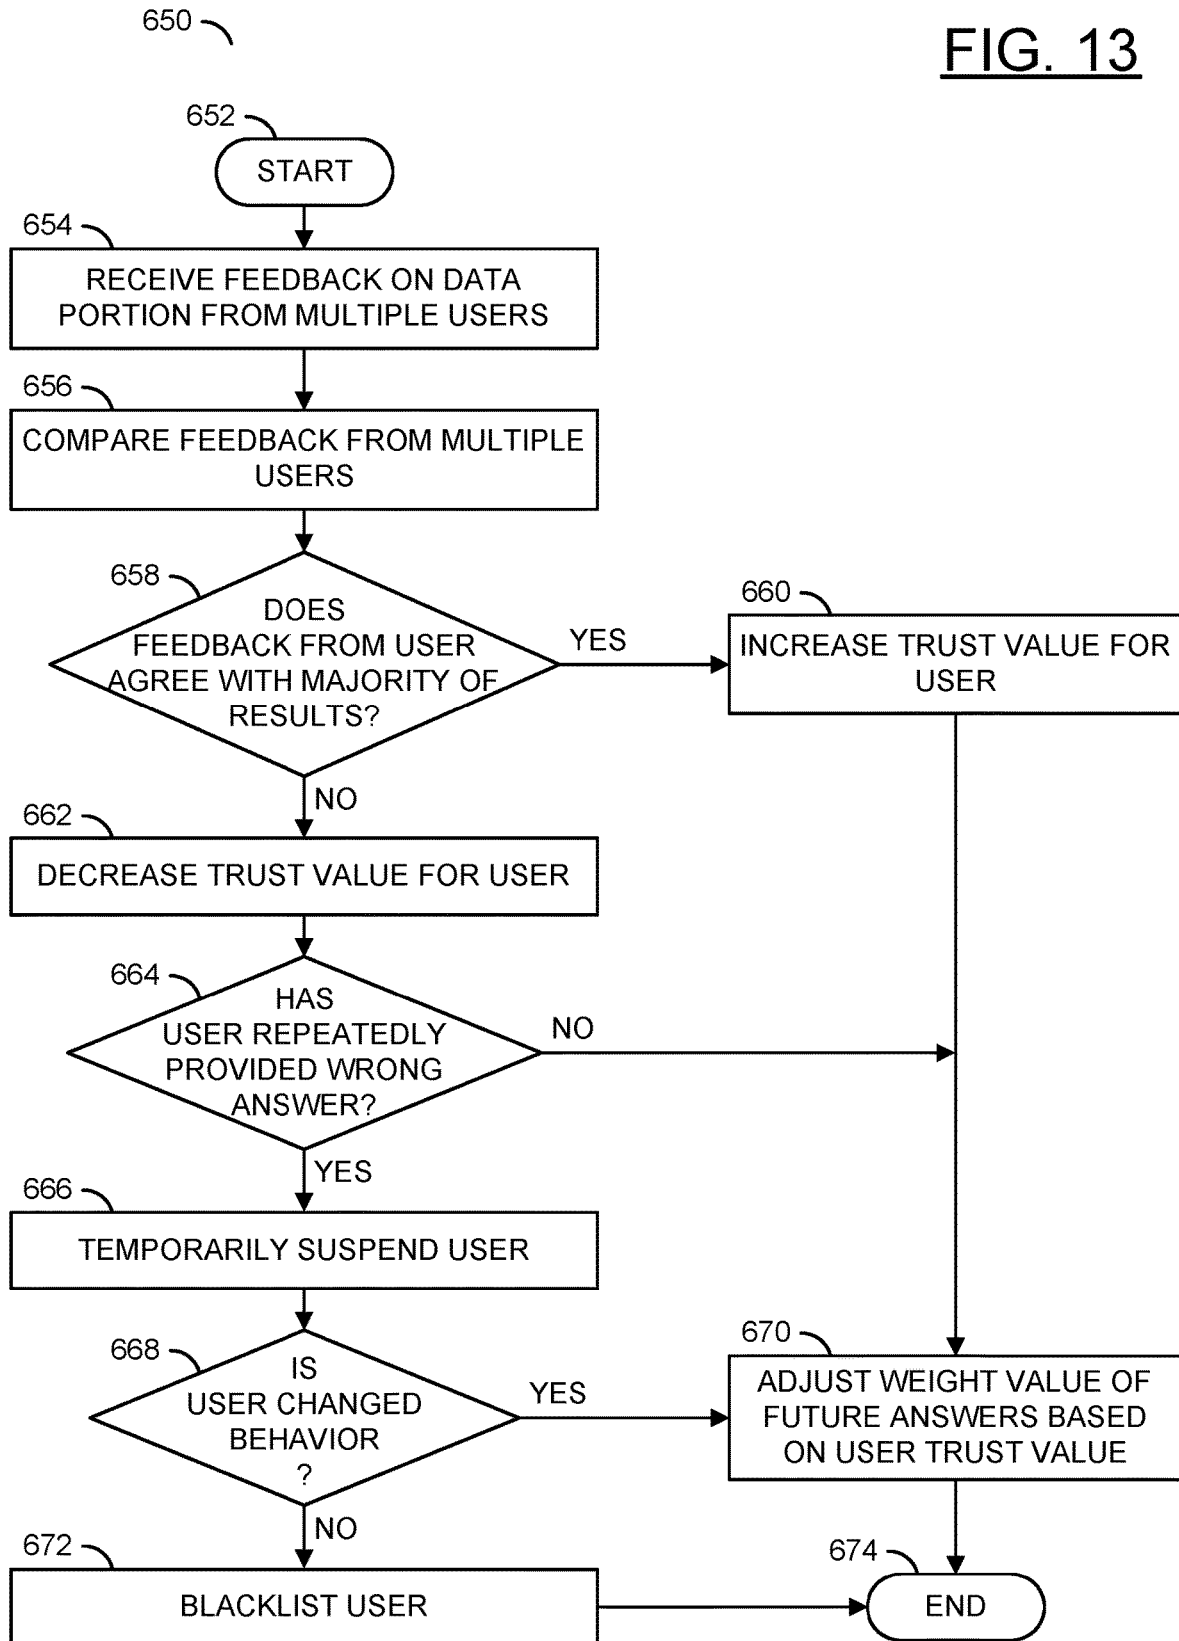 650
FIG. 13
652
START
654
RECEIVE FEEDBACK ON DATA
PORTION FROM MULTIPLE USERS
656
COMPARE FEEDBACK FROM MULTIPLE
USERS
658
DOES
FEEDBACK FROM USER
AGREE WITH MAJORITY OF
RESULTS?
YES
660
INCREASE TRUST VALUE FOR
USER
NO
662
DECREASE TRUST VALUE FOR USER
664
HAS
USER REPEATEDLY
PROVIDED WRONG
ANSWER?
NO
YES
666
TEMPORARILY SUSPEND USER
668
IS
USER CHANGED
BEHAVIOR
?
YES
670
ADJUST WEIGHT VALUE OF
FUTURE ANSWERS BASED
ON USER TRUST VALUE
NO
672
BLACKLIST USER
674
END